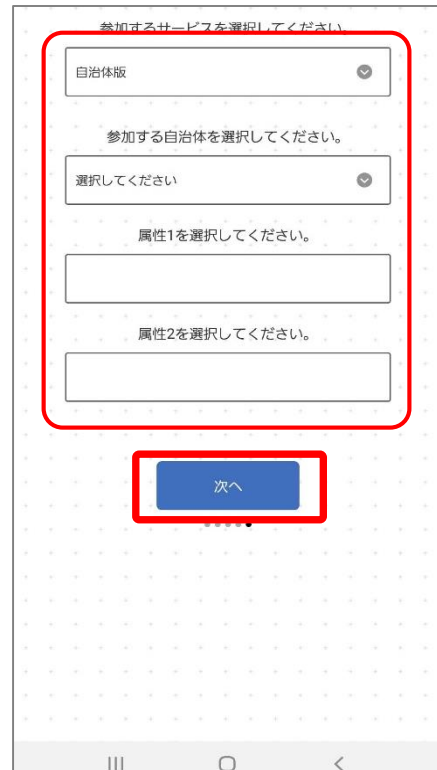 参加するサービスを選択してください。
自治体版
参加する自治体を選択してください。
選択してください
属性1を選択してください。
属性2を選択してください。
次へ